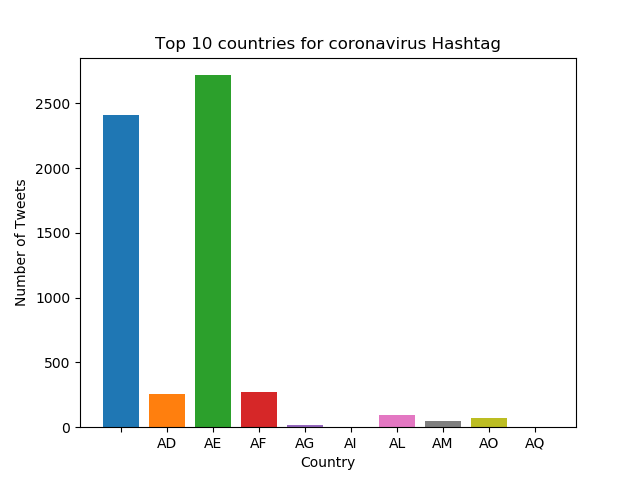 Top 10 countries for coronavirus Hashtag
2500
2000
1500
1000
500
0
Number of Tweets
AD AE AF AG AI AL AM AO AQ
Country